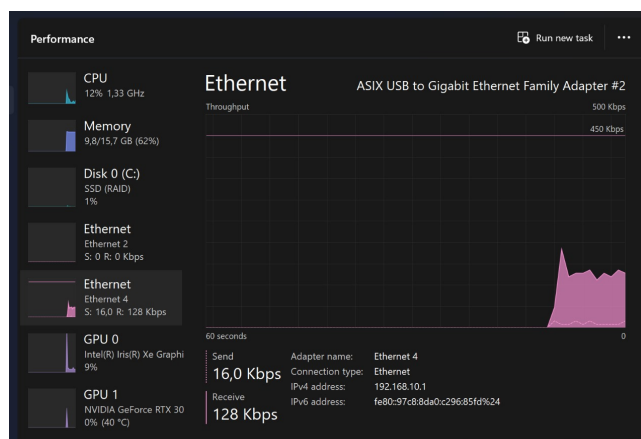 Performance
Run new task
CPU
12% 1,33 GHz
Memory
9,8/15,7 GB (62%)
Disk 0 (C:)
SSD (RAID)
1%
Ethernet
Ethernet 2
S: 0 R: 0 Kbps
Ethernet
Ethernet 4
S: 16,0 R: 128 Kbps
GPU 0
Intel(R) Iris(R) Xe Graphi
9%
GPU 1
NVIDIA GeForce RTX 30
0% (40 °C)
Ethernet
ASIX USB to Gigabit Ethernet Family Adapter #2
Throughput
500 Kbps
450 Kbps
60 seconds
0
Send
16,0 Kbps
Receive
128 Kbps
Adapter name: Ethernet 4
Connection type: Ethernet
IPv4 address: 192.168.10.1
IPv6 address: fe80::97c8:8da0:c296:85fd%24